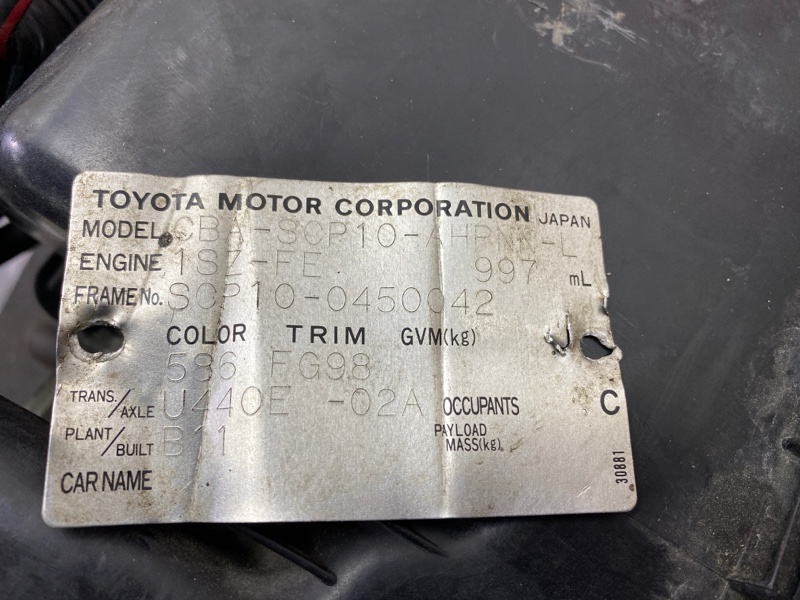 TOYOTA MOTOR CORPORATION JAPAN
MODEL CBA-SCP10-AHPNK-L
ENGINE 1SZ-FE 997 mL
FRAME No. SCP10-0450042
COLOR TRIM GVM(kg)
586 FG98
TRANS./AXLE U440E -02A OCCUPANTS C
PLANT/BUILT B11 PAYLOAD MASS(kg)
CAR NAME
30881